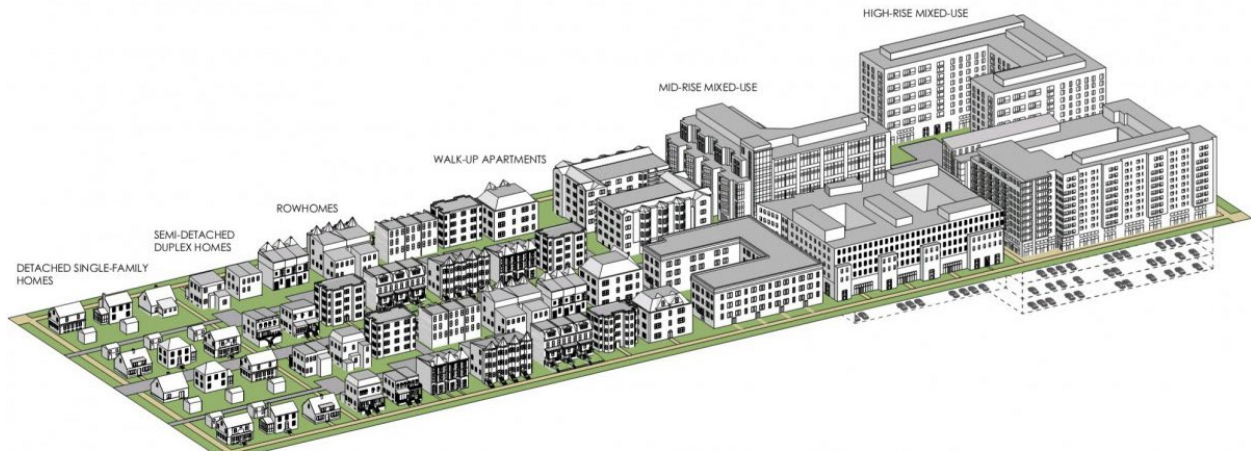 HIGH-RISE MIXED-USE
MID-RISE MIXED-USE
WALK-UP APARTMENTS
ROWHOMES
SEMI-DETACHED
DUPLEX HOMES
DETACHED SINGLE-FAMILY
HOMES